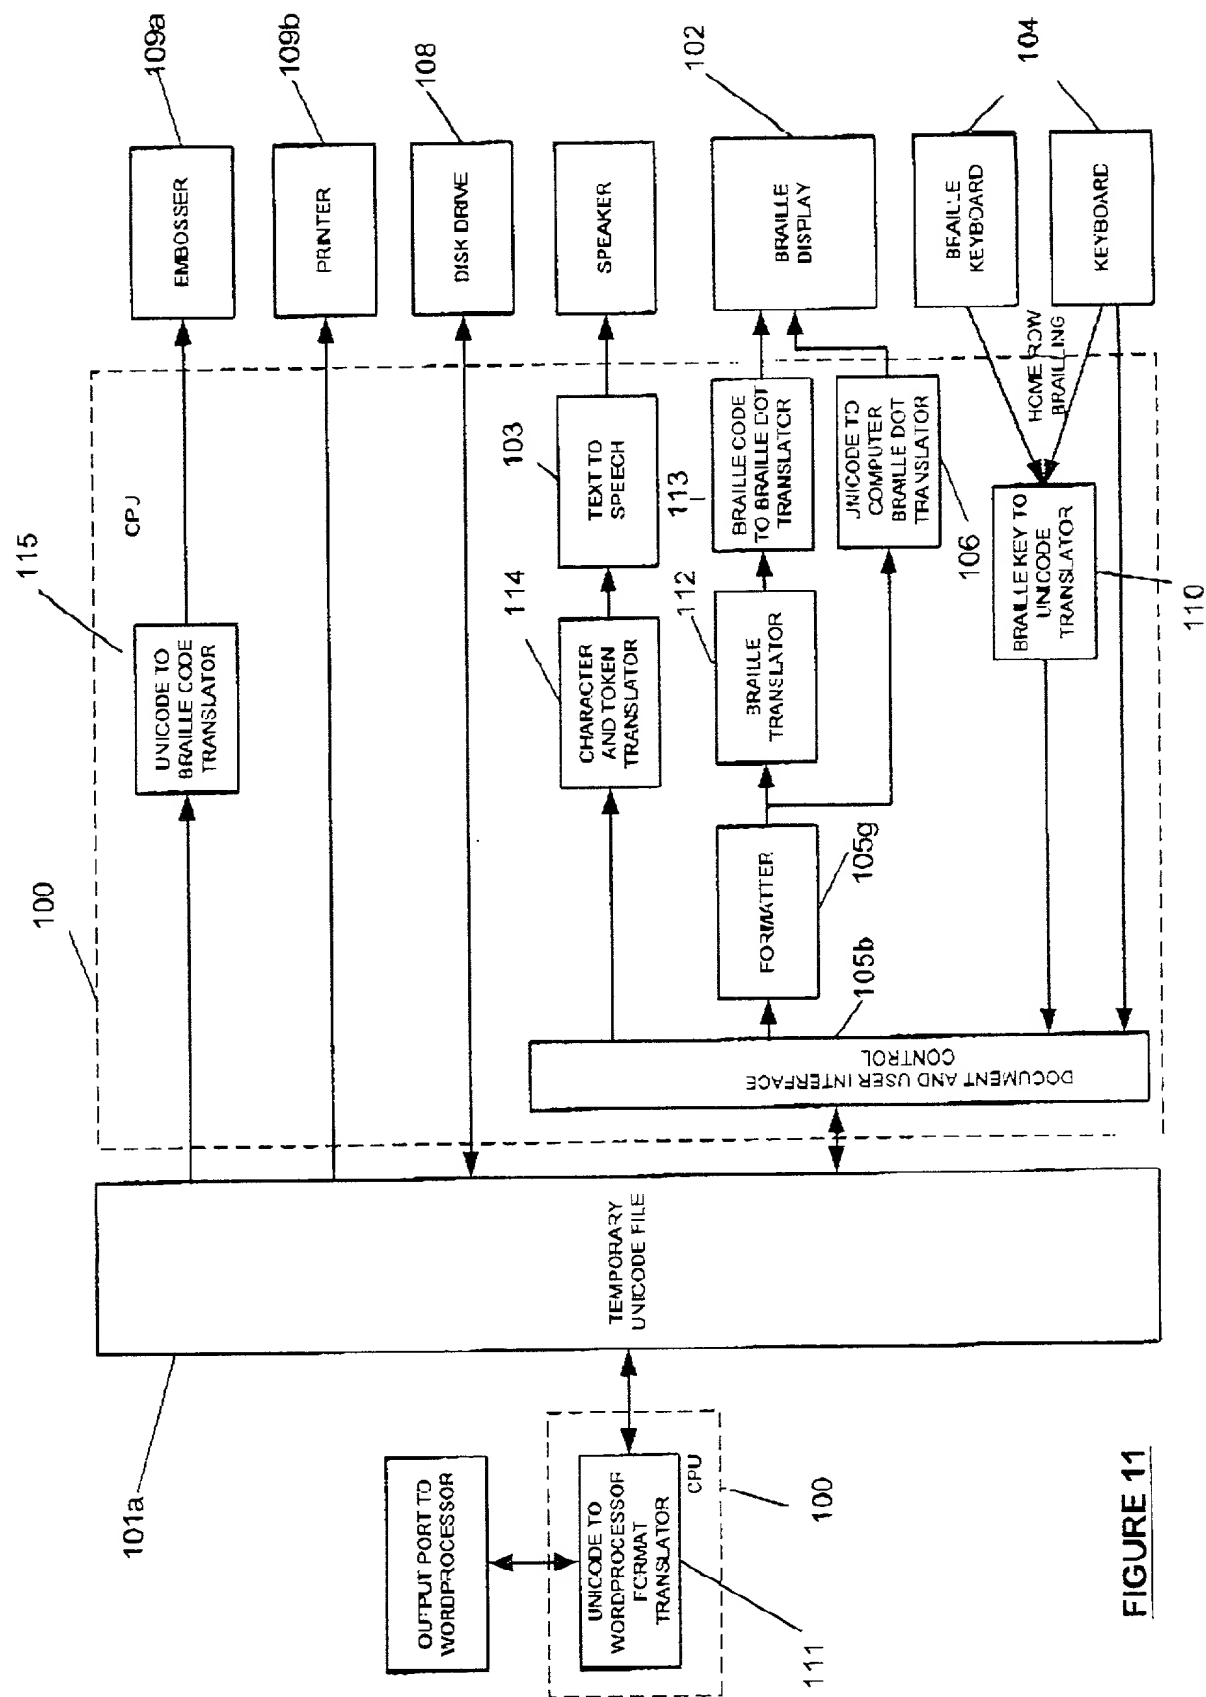 109a
109b
108
102
104
EMBOSSER
PRINTER
DISK DRIVE
SPEAKER
BRAILLE
DISPLAY
BRAILLE
KEYBOARD
KEYBOARD
HOME ROW
BRAILLING
CPU
115
UNICODE TO
BRAILLE CODE
TRANSLATOR
103
TEXT TO
SPEECH
114
CHARACTER
AND TOKEN
TRANSLATOR
113
BRAILLE CODE
TO BRAILLE DOT
TRANSLATOR
UNICODE TO
COMPUTER
BRAILLE DOT
TRANSLATOR
106
112
BRAILLE
TRANSLATOR
BRAILLE KEY TO
UNICODE
TRANSLATOR
110
100
FORMATTER
105g
105b
DOCUMENT AND USER INTERFACE
CONTROL
TEMPORARY
UNICODE FILE
101a
OUTPUT PORT TO
WORDPROCESSOR
UNICODE TO
WORDPROCESSOR
FORMAT
TRANSLATOR
CPU
100
111
FIGURE 11